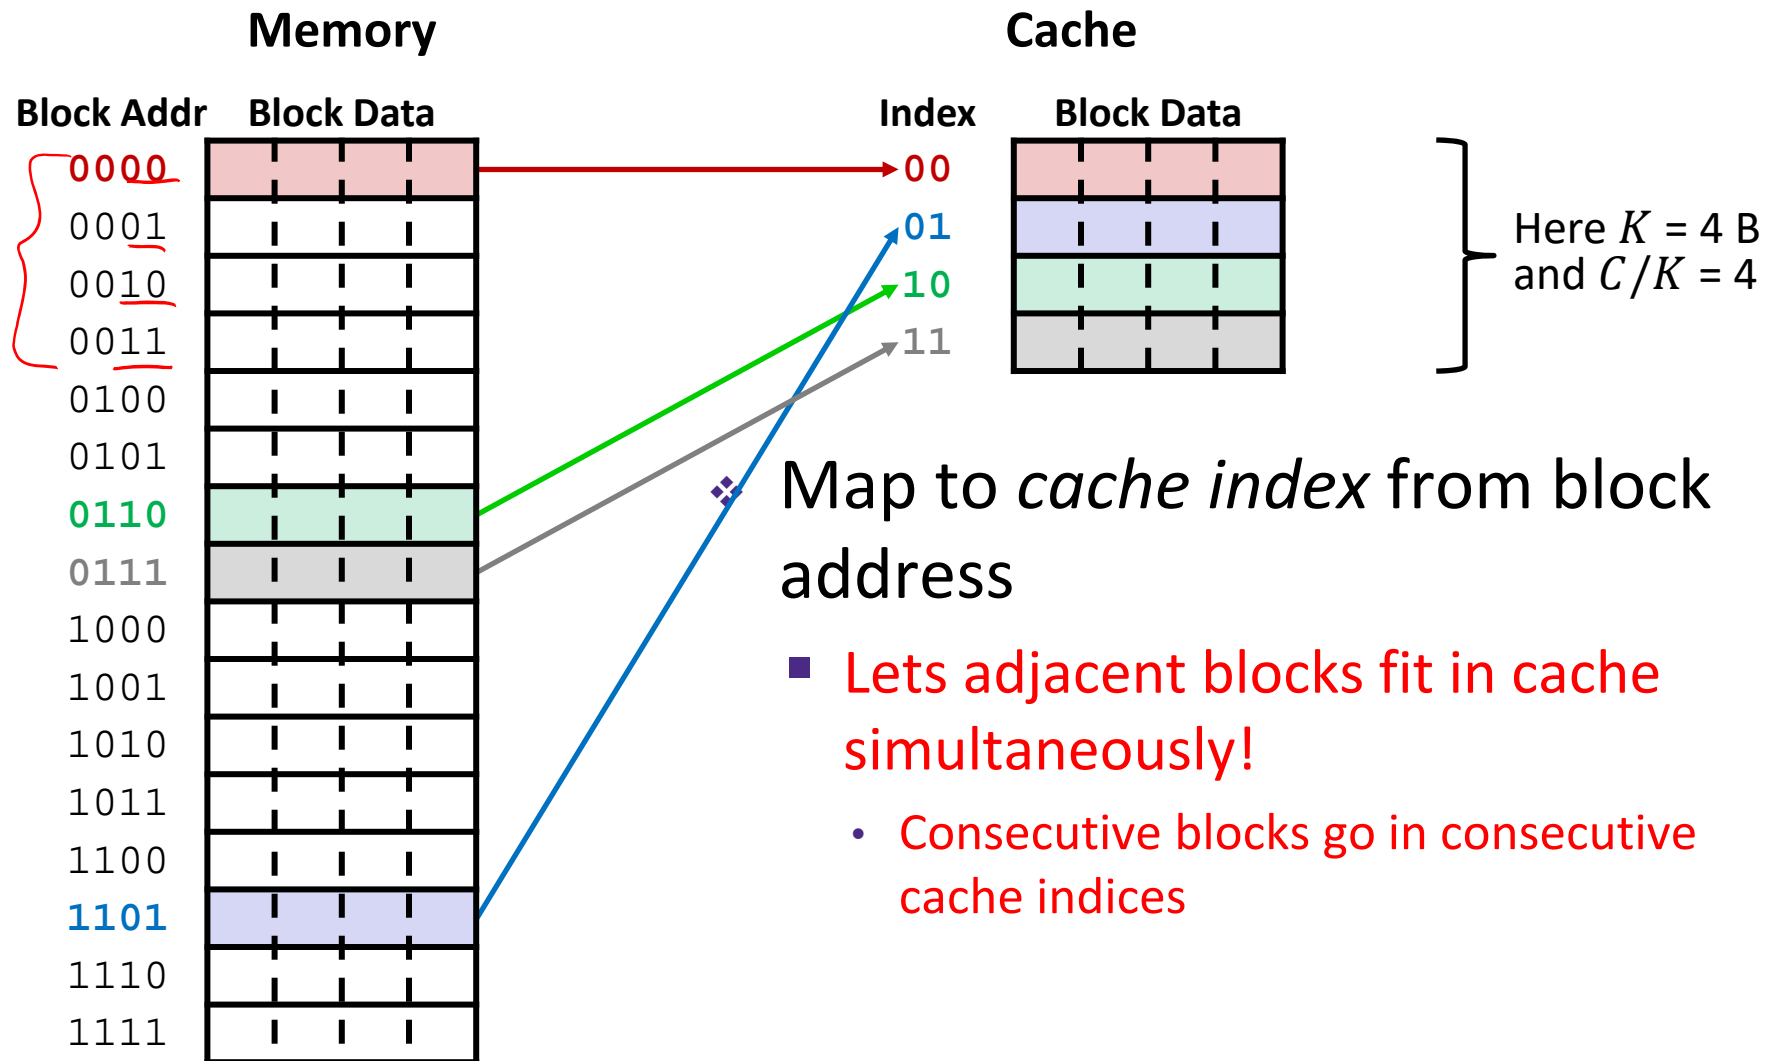 Memory Cache
Block Addr Block Data Index Block Data
0000 00
0001 01
0010 10
0011 11
0100
0101
0110
0111
1000
1001
1010
1011
1100
1101
1110
1111
Here K = 4 B
and C/K = 4
❖ Map to cache index from block
address
▪ Lets adjacent blocks fit in cache
simultaneously!
• Consecutive blocks go in consecutive
cache indices